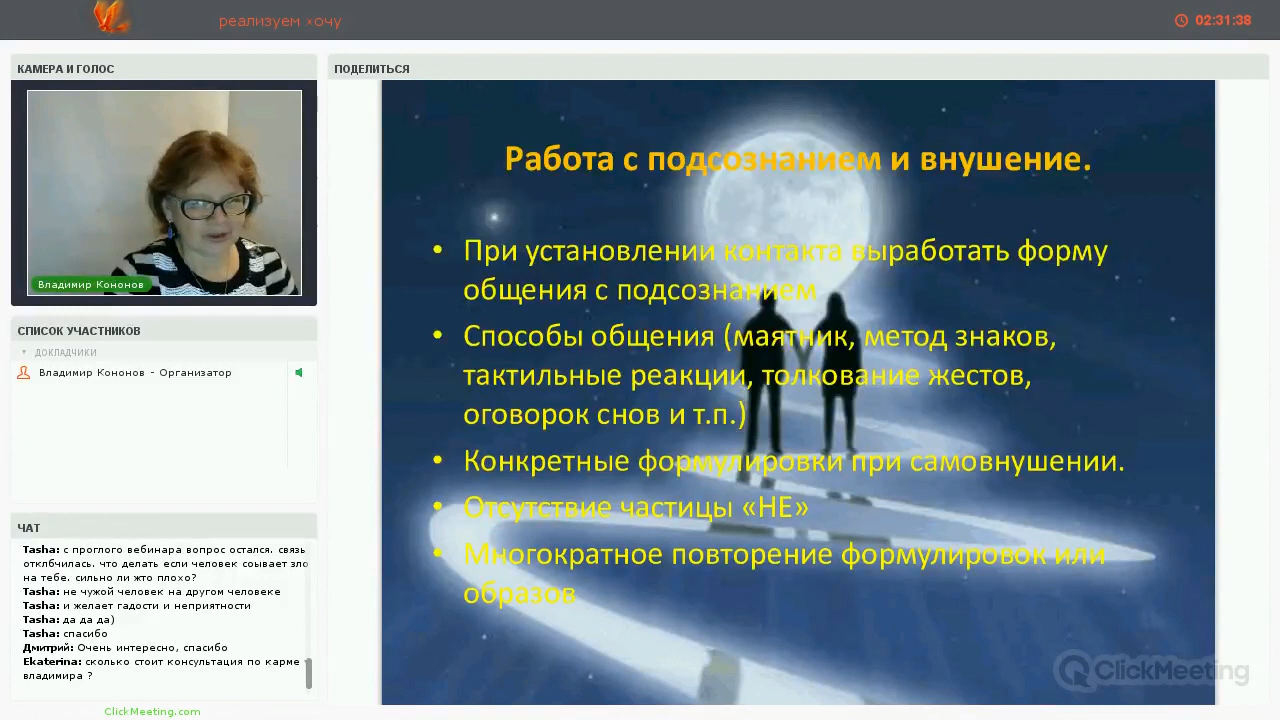 реализуем хочу
02:31:38
КАМЕРА И ГОЛОС
Владимир Кононов
СПИСОК УЧАСТНИКОВ
ДОКЛАДЧИКИ
Владимир Кононов - Организатор
ЧАТ
Tasha: с проглого вебинара вопрос остался. связь
отклбчилась. что делать если человек соывает зло
на тебе. сильно ли жто плохо?
Tasha: не чужой человек на другом человеке
Tasha: и желает гадости и неприятности
Tasha: да да да)
Tasha: спасибо
Дмитрий: Очень интересно, спасибо
Ekaterina: сколько стоит консультация по карме
владимира ?
ClickMeeting.com
ПОДЕЛИТЬСЯ
Работа с подсознанием и внушение.
• При установлении контакта выработать форму
общения с подсознанием
• Способы общения (маятник, метод знаков,
тактильные реакции, толкование жестов,
оговорок снов и т.п.)
• Конкретные формулировки при самовнушении.
• Отсутствие частицы «НЕ»
• Многократное повторение формулировок или
образов
ClickMeeting